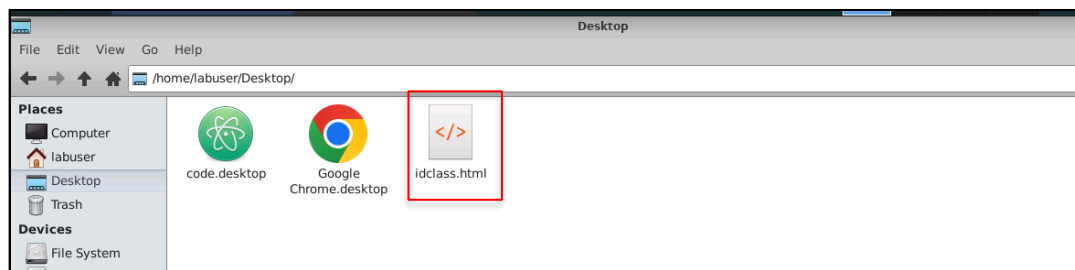 Desktop
File Edit View Go Help
/home/labuser/Desktop/
Places
Computer
labuser
Desktop
Trash
Devices
File System
code.desktop
Google
Chrome.desktop
</>
idclass.html